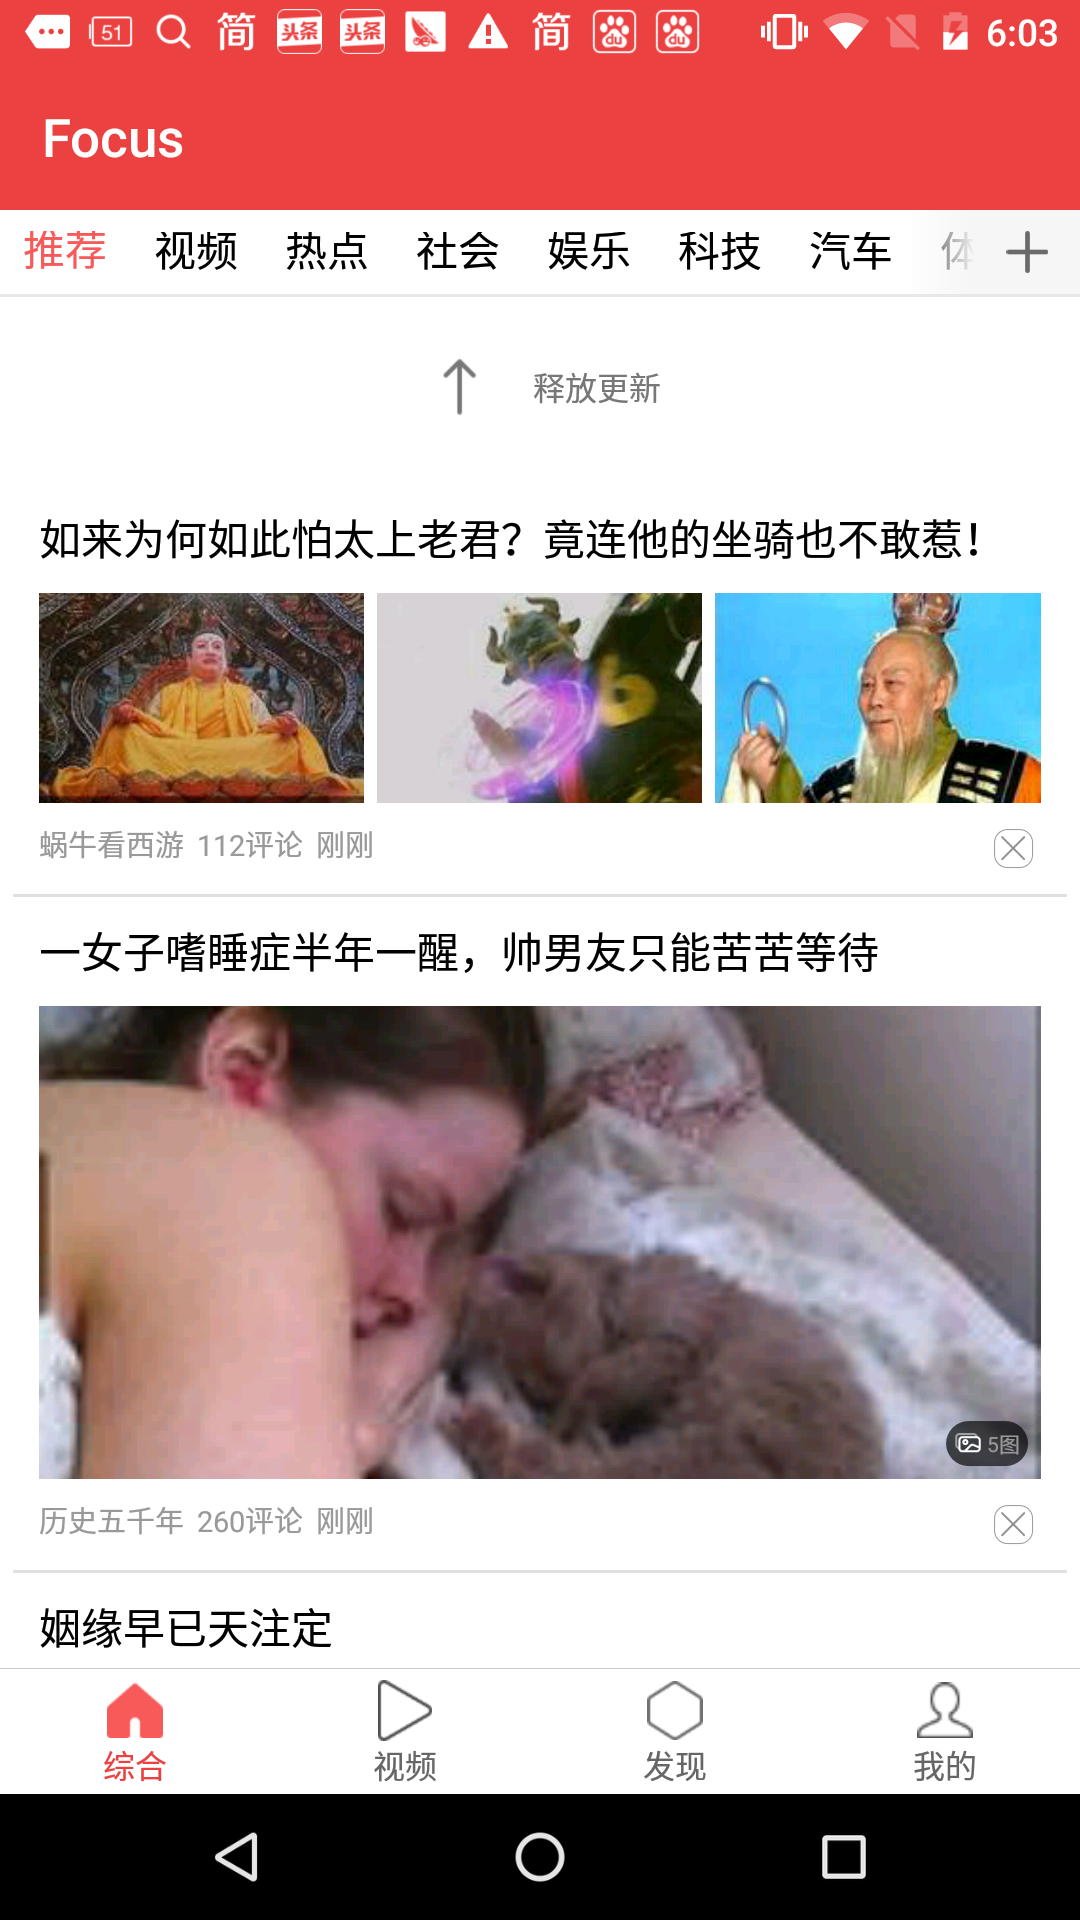 51 简 头条 头条 简 du du 6:03
Focus
推荐 视频 热点 社会 娱乐 科技 汽车 体
释放更新
如来为何如此怕太上老君？竟连他的坐骑也不敢惹！
蜗牛看西游 112评论 刚刚
一女子嗜睡症半年一醒，帅男友只能苦苦等待
5图
历史五千年 260评论 刚刚
姻缘早已天注定
综合 视频 发现 我的